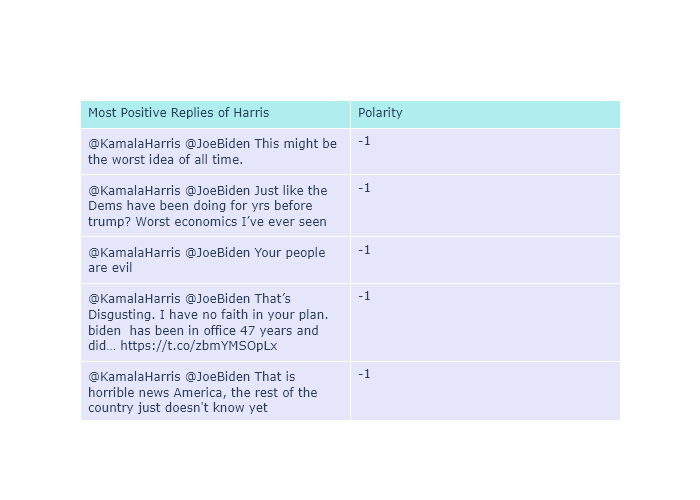 Most Positive Replies of Harris
Polarity
@KamalaHarris @JoeBiden This might be
the worst idea of all time.
-1
@KamalaHarris @JoeBiden Just like the
Dems have been doing for yrs before
trump? Worst economics I’ve ever seen
-1
@KamalaHarris @JoeBiden Your people
are evil
-1
@KamalaHarris @JoeBiden That’s
Disgusting. I have no faith in your plan.
biden  has been in office 47 years and
did… https://t.co/zbmYMSOpLx
-1
@KamalaHarris @JoeBiden That is
horrible news America, the rest of the
country just doesn't know yet
-1